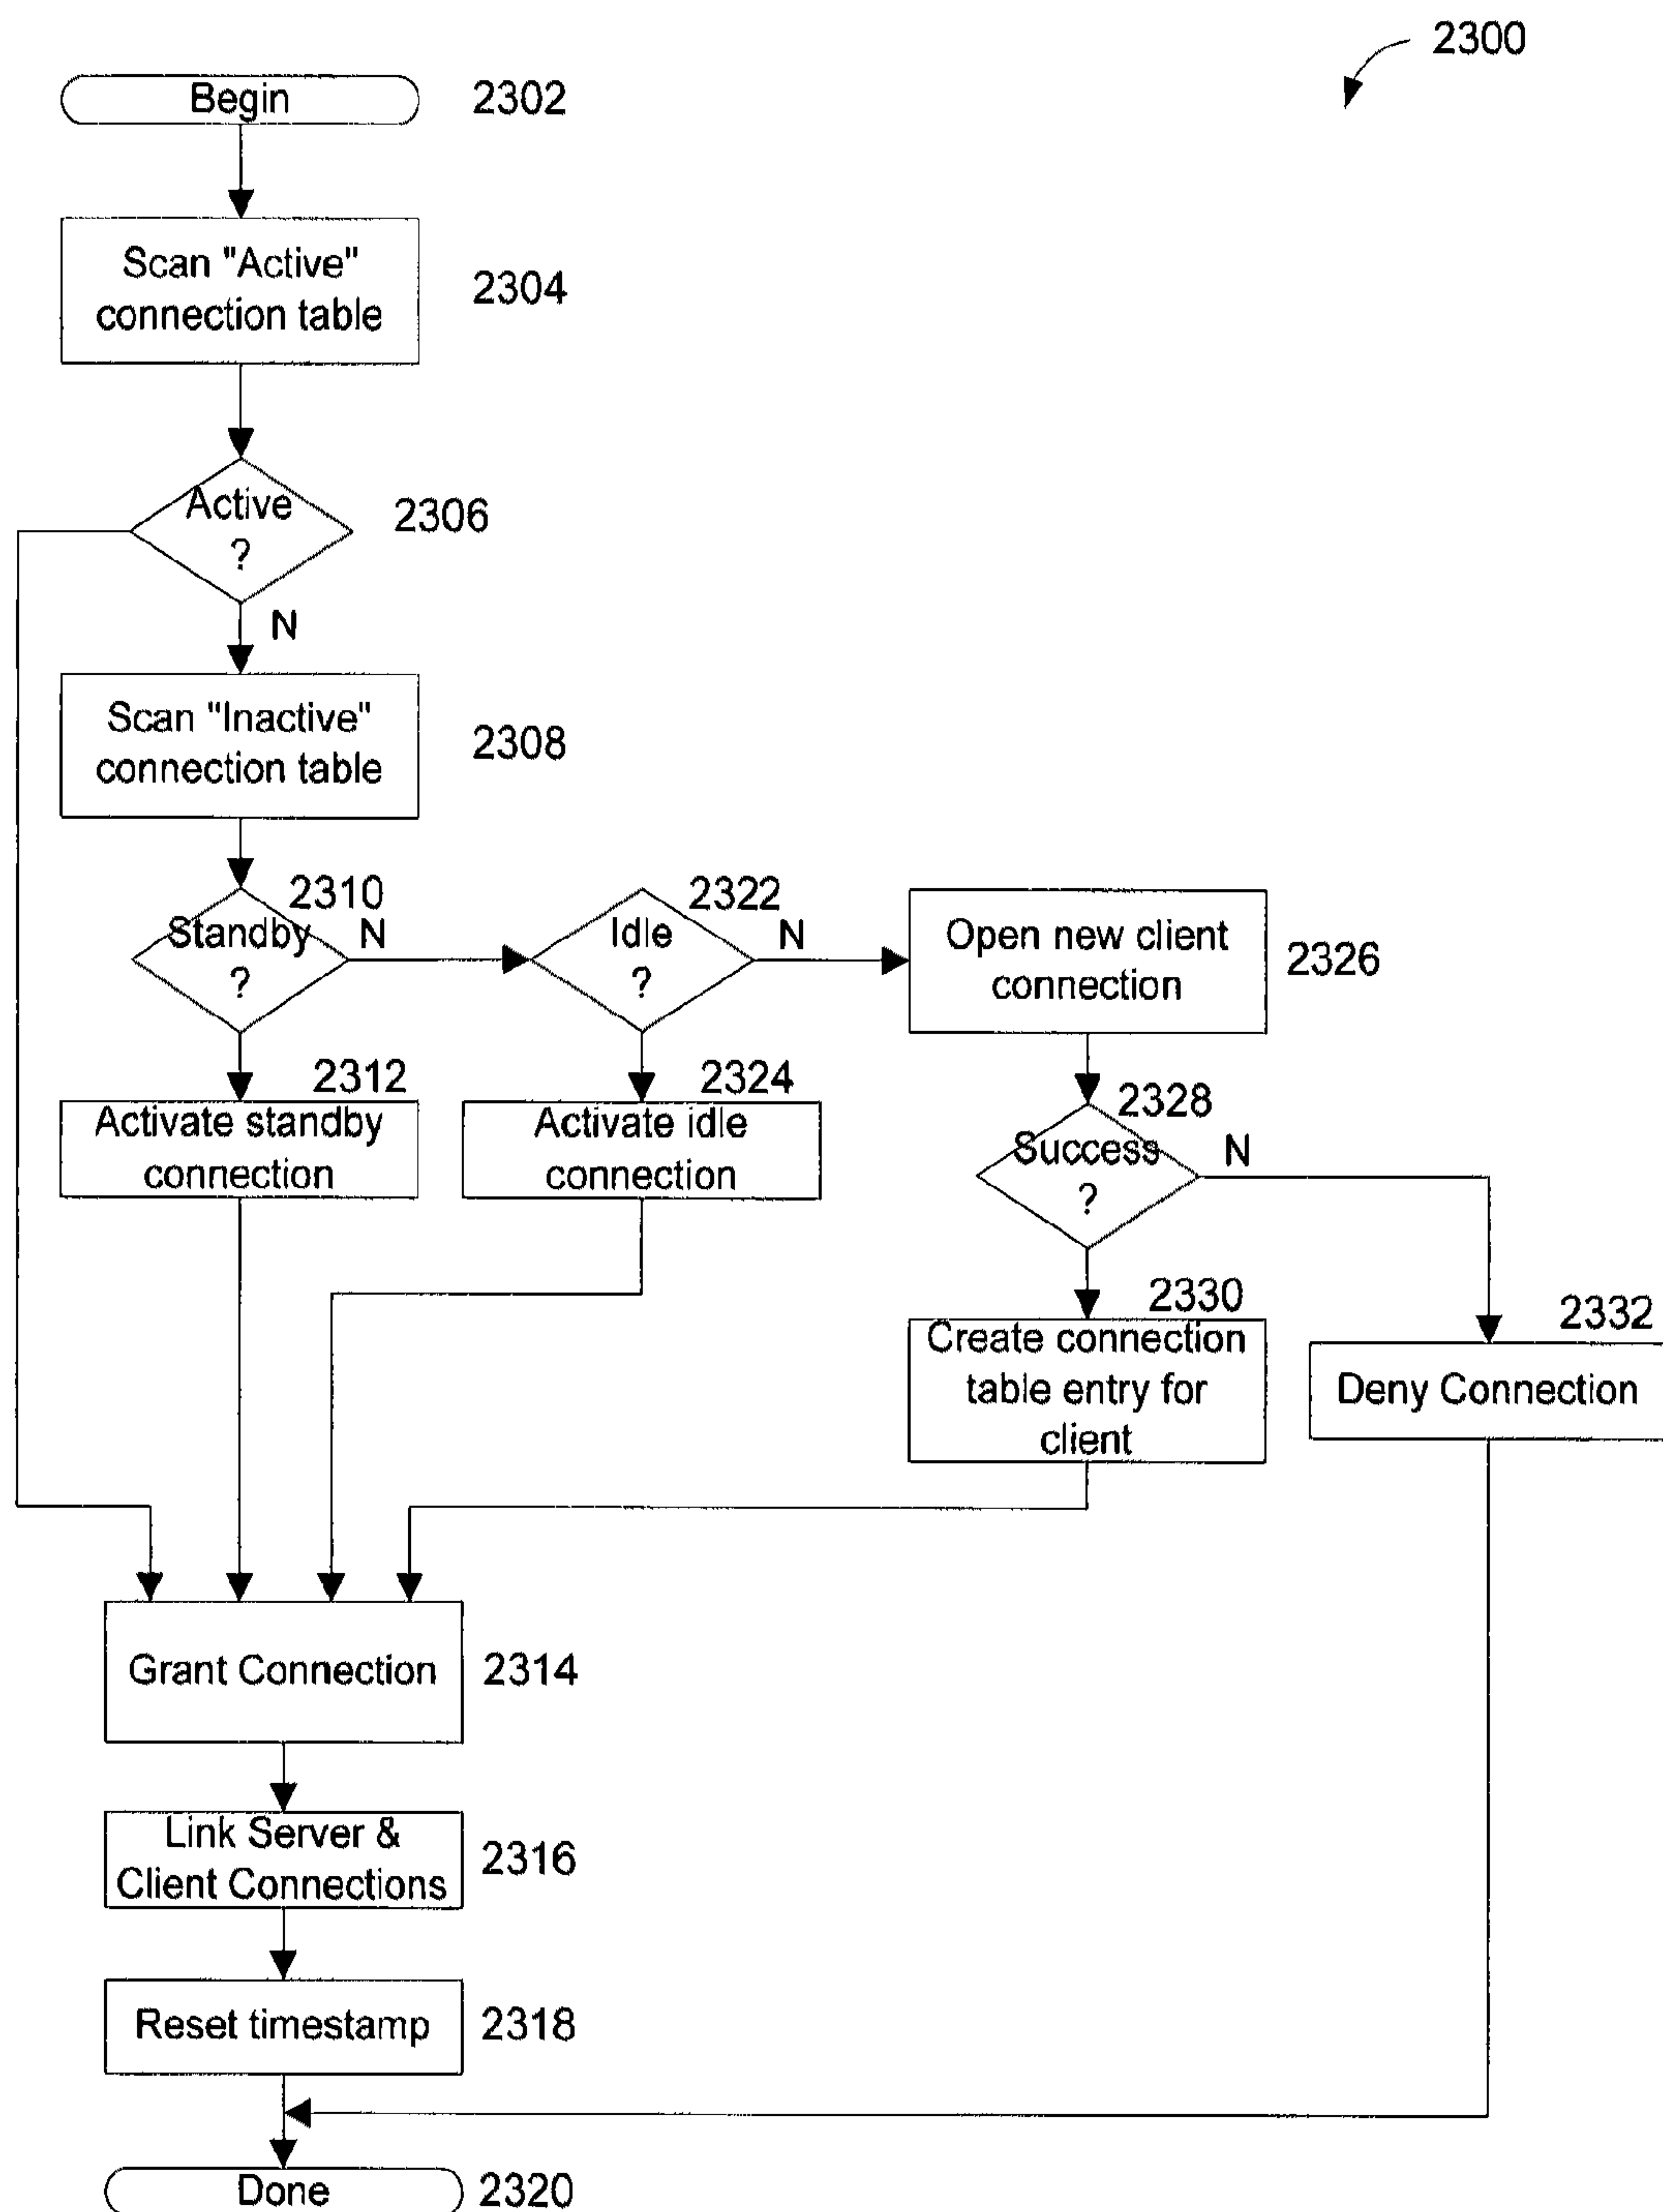 2300
Begin
2302
Scan "Active"
connection table
2304
Active
?
2306
N
Scan "Inactive"
connection table
2308
2310
Standby
?
N
2322
Idle
?
N
Open new client
connection
2326
2312
Activate standby
connection
2324
Activate idle
connection
2328
Success
?
N
2330
Create connection
table entry for
client
2332
Deny Connection
Grant Connection
2314
Link Server &
Client Connections
2316
Reset timestamp
2318
Done
2320